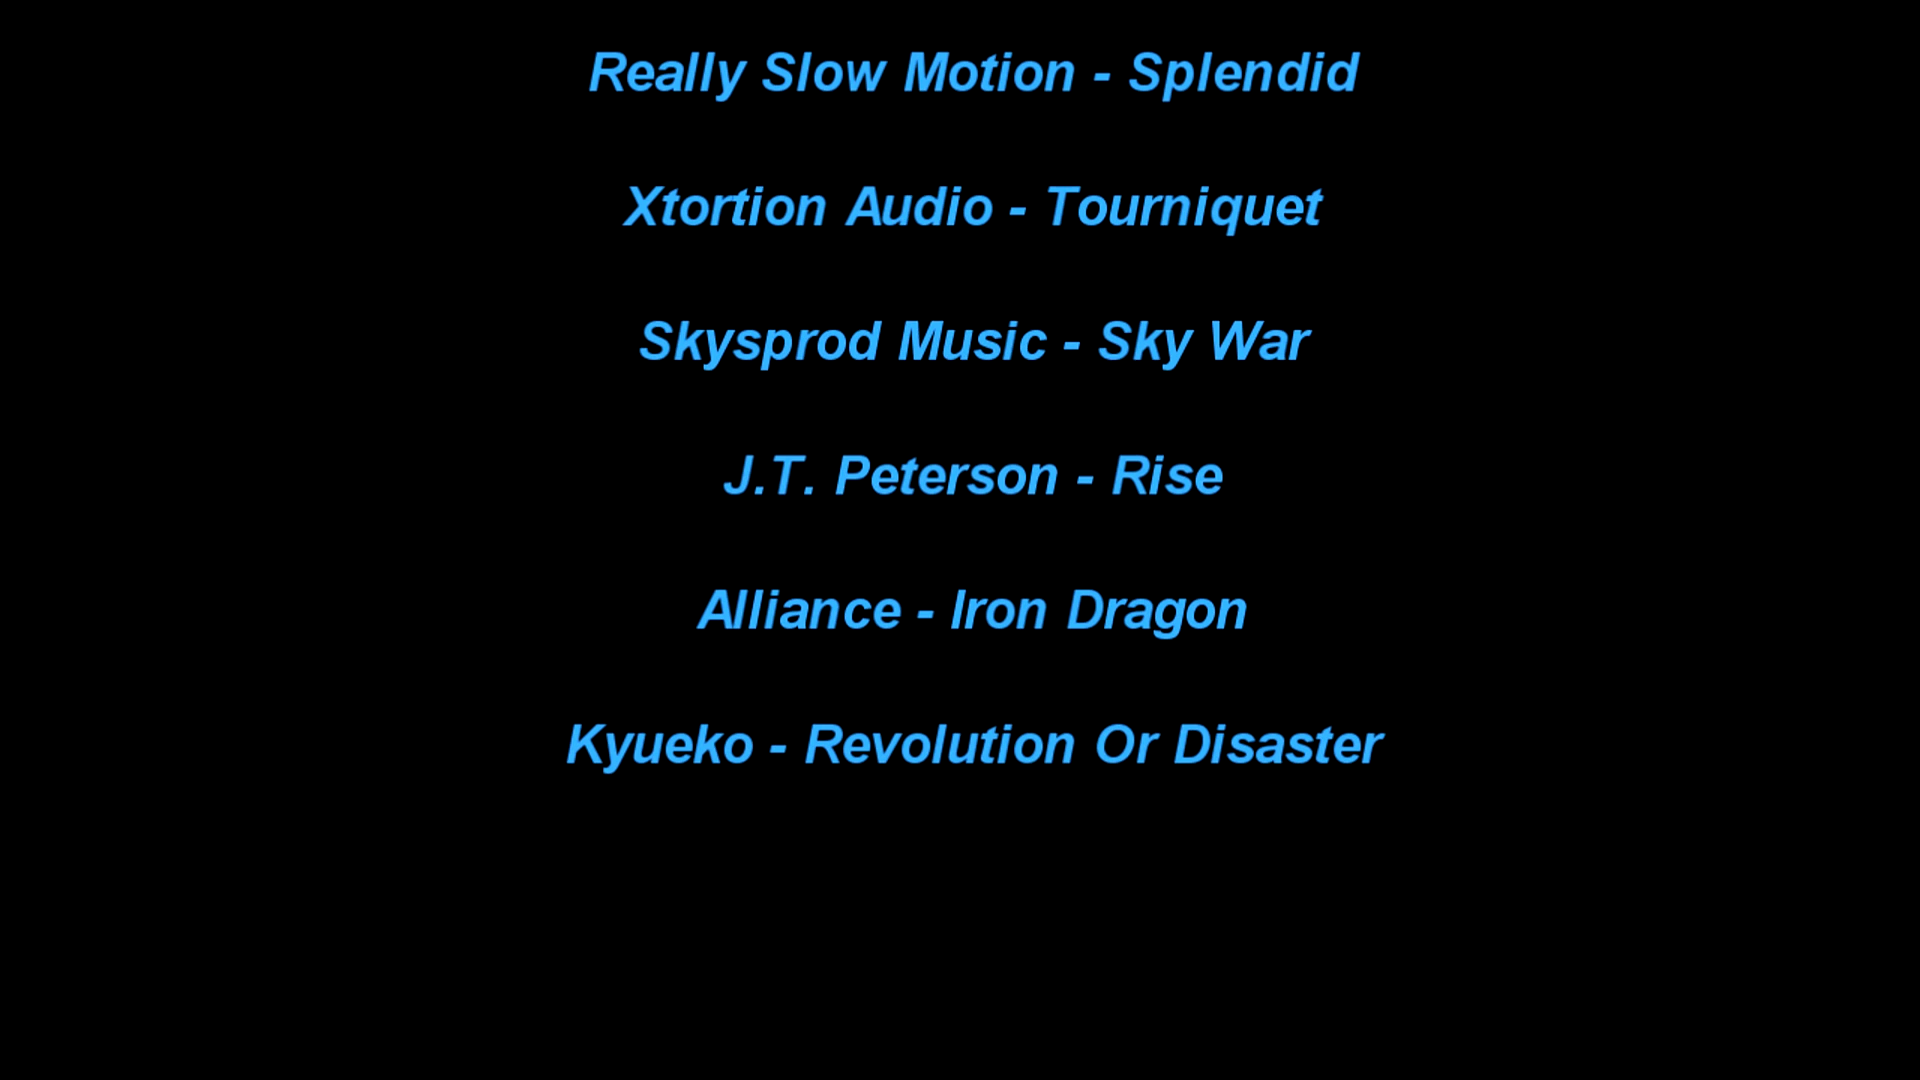 Really Slow Motion - Splendid
Xtortion Audio - Tourniquet
Skysprod Music - Sky War
J.T. Peterson - Rise
Alliance - Iron Dragon
Kyueko - Revolution Or Disaster